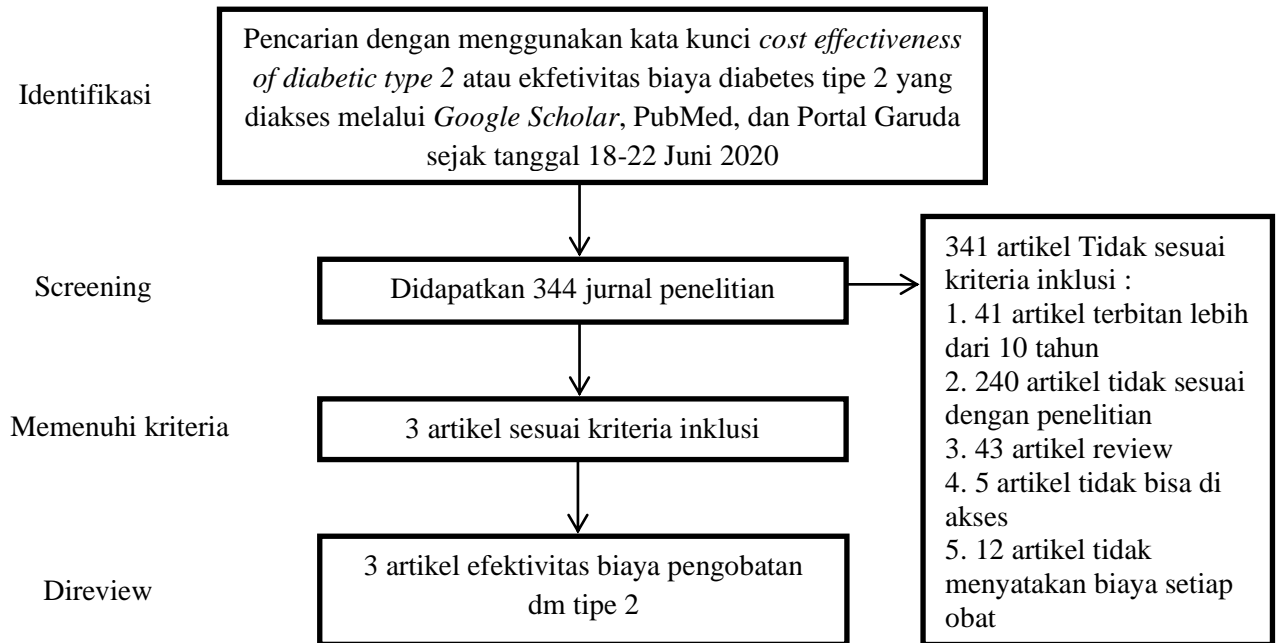 Identifikasi
Pencarian dengan menggunakan kata kunci cost effectiveness
of diabetic type 2 atau ekfetivitas biaya diabetes tipe 2 yang
diakses melalui Google Scholar, PubMed, dan Portal Garuda
sejak tanggal 18-22 Juni 2020
Screening
Didapatkan 344 jurnal penelitian
341 artikel Tidak sesuai
kriteria inklusi :
1. 41 artikel terbitan lebih
dari 10 tahun
2. 240 artikel tidak sesuai
dengan penelitian
3. 43 artikel review
4. 5 artikel tidak bisa di
akses
5. 12 artikel tidak
menyatakan biaya setiap
obat
Memenuhi kriteria
3 artikel sesuai kriteria inklusi
Direview
3 artikel efektivitas biaya pengobatan
dm tipe 2